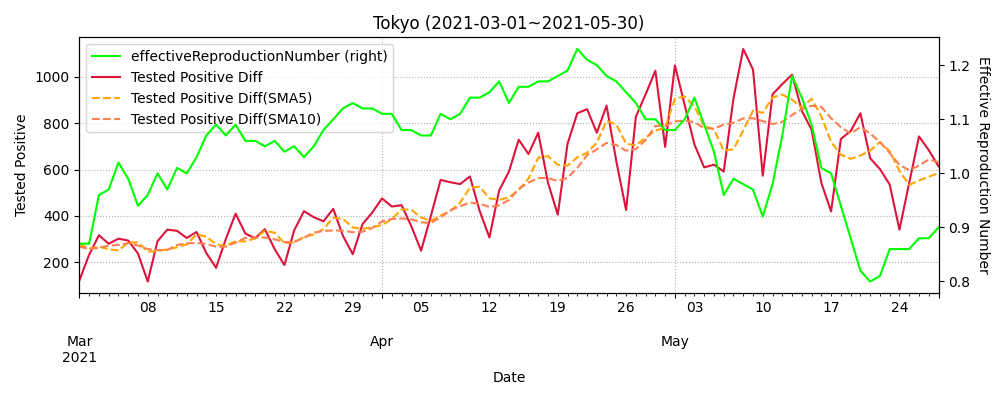 Tokyo (2021-03-01~2021-05-30)
effectiveReproductionNumber (right)
Tested Positive Diff
Tested Positive Diff(SMA5)
Tested Positive Diff(SMA10)
Tested Positive
1000
800
600
400
200
Effective Reproduction Number
1.2
1.1
1.0
0.9
0.8
08 15 22 29 05 12 19 26 03 10 17 24
Mar Apr May
2021
Date